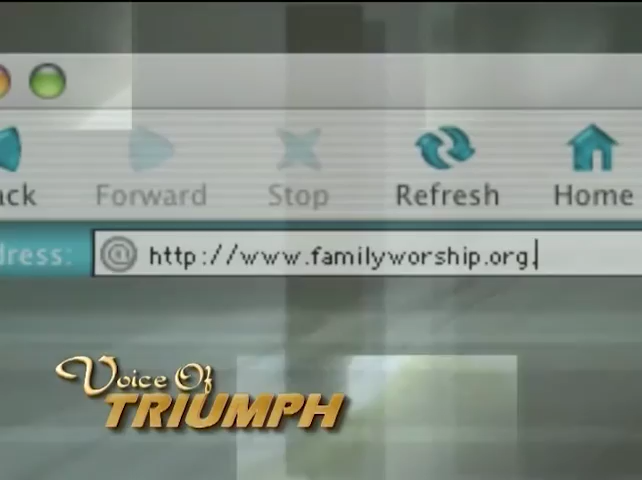 ack Forward Stop Refresh Home
dress: @ http://www.familyworship.org.
Voice Of
TRIUMPH